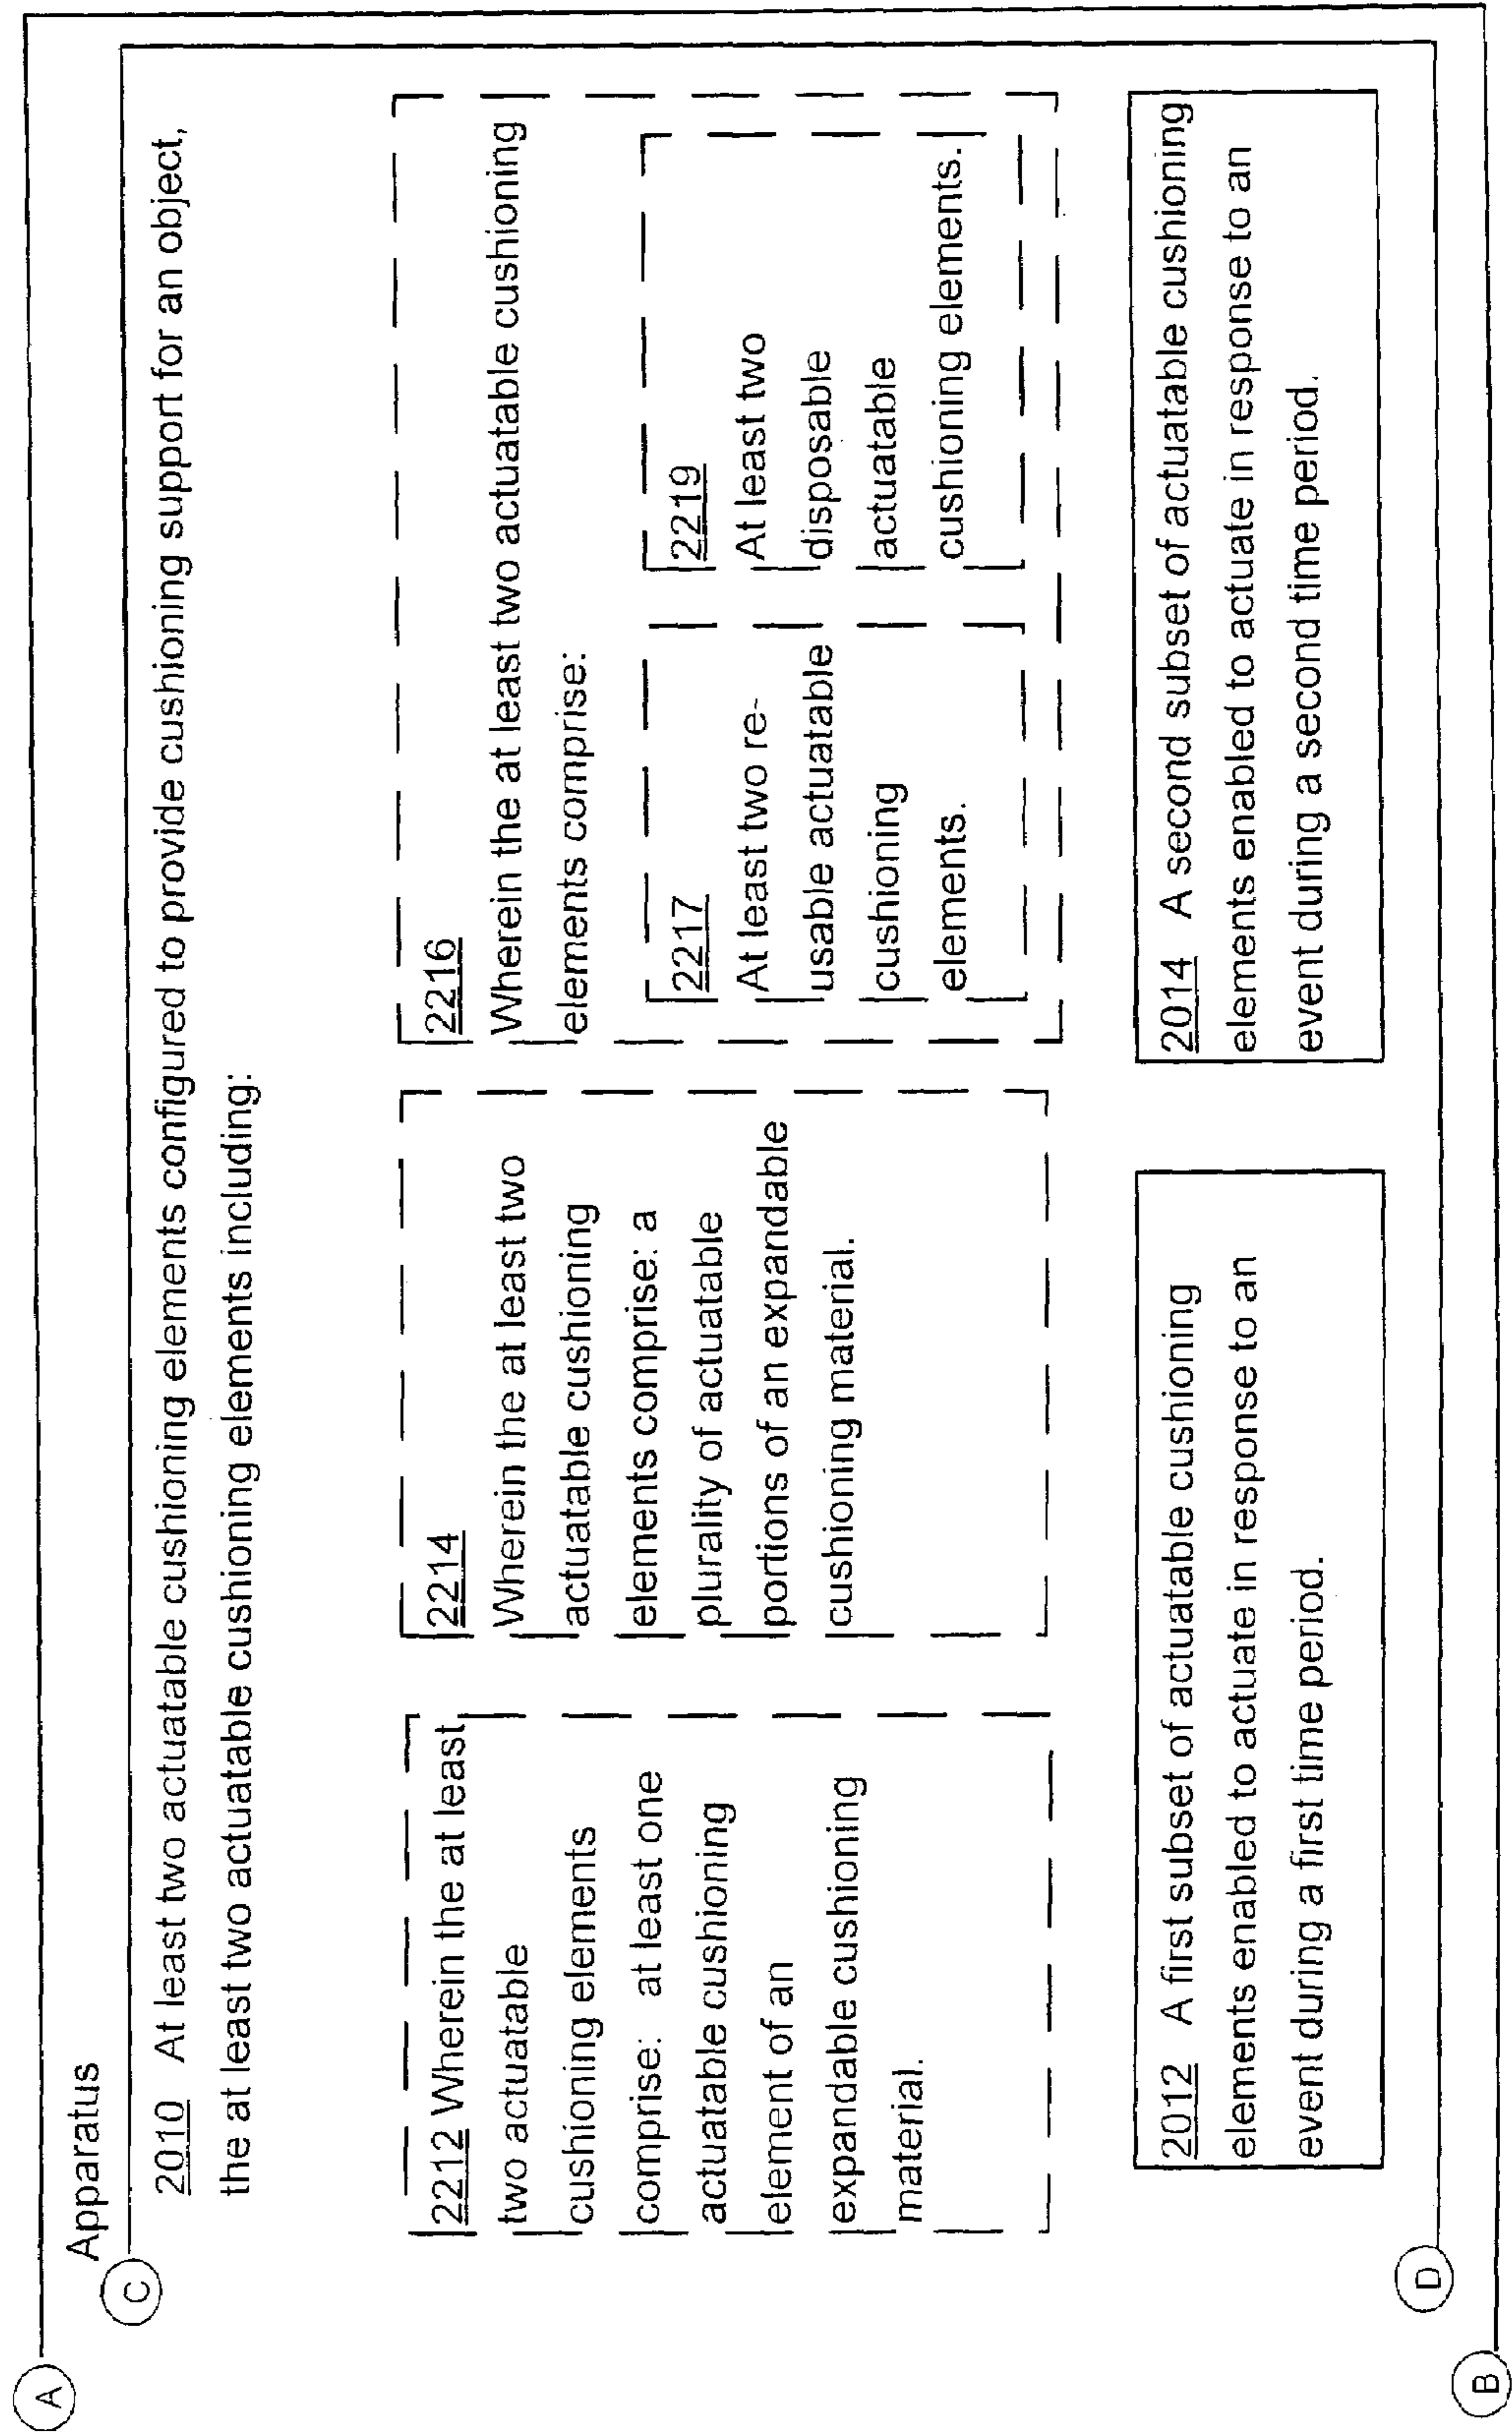 A
Apparatus
C
2010 At least two actuatable cushioning elements configured to provide cushioning support for an object,
the at least two actuatable cushioning elements including:
2212 Wherein the at least
two actuatable
cushioning elements
comprise: at least one
actuatable cushioning
element of an
expandable cushioning
material.
2214
Wherein the at least two
actuatable cushioning
elements comprise: a
plurality of actuatable
portions of an expandable
cushioning material.
2216
Wherein the at least two actuatable cushioning
elements comprise:
2217
At least two re-
usable actuatable
cushioning
elements.
2219
At least two
disposable
actuatable
cushioning elements.
2012 A first subset of actuatable cushioning
elements enabled to actuate in response to an
event during a first time period.
2014 A second subset of actuatable cushioning
elements enabled to actuate in response to an
event during a second time period.
D
B